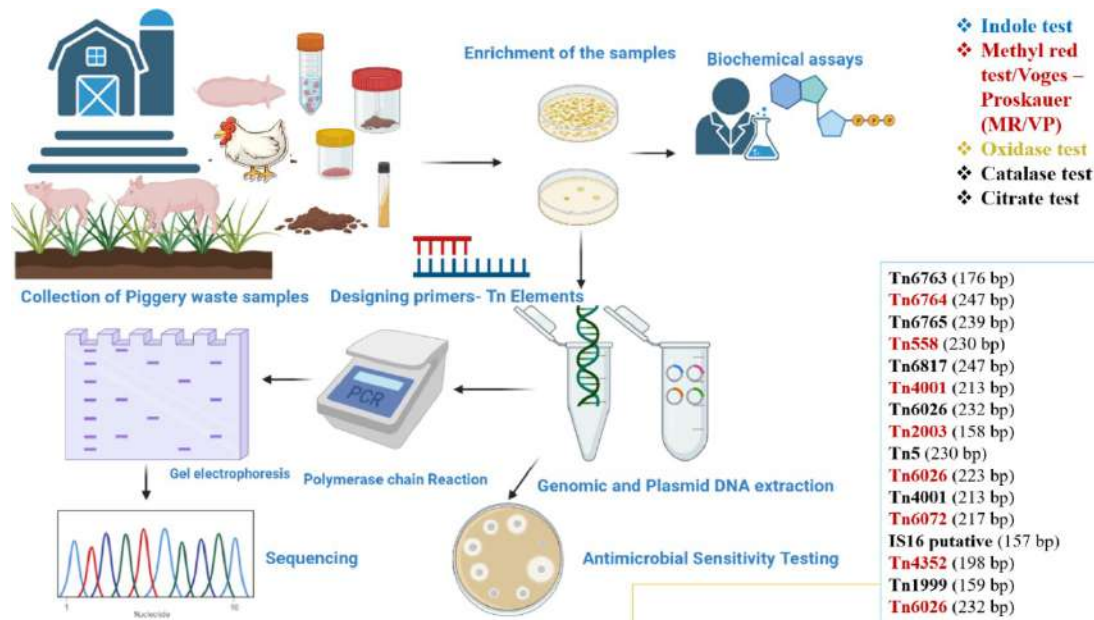 Enrichment of the samples
Biochemical assays
❖ Indole test
❖ Methyl red
test/Voges –
Proskauer
(MR/VP)
❖ Oxidase test
❖ Catalase test
❖ Citrate test
P P P
Collection of Piggery waste samples
Designing primers- Tn Elements
PCR
Gel electrophoresis
Polymerase chain Reaction
Genomic and Plasmid DNA extraction
Sequencing
1
10
Nucleotide
Antimicrobial Sensitivity Testing
Tn6763 (176 bp)
Tn6764 (247 bp)
Tn6765 (239 bp)
Tn558 (230 bp)
Tn6817 (247 bp)
Tn4001 (213 bp)
Tn6026 (232 bp)
Tn2003 (158 bp)
Tn5 (230 bp)
Tn6026 (223 bp)
Tn4001 (213 bp)
Tn6072 (217 bp)
IS16 putative (157 bp)
Tn4352 (198 bp)
Tn1999 (159 bp)
Tn6026 (232 bp)